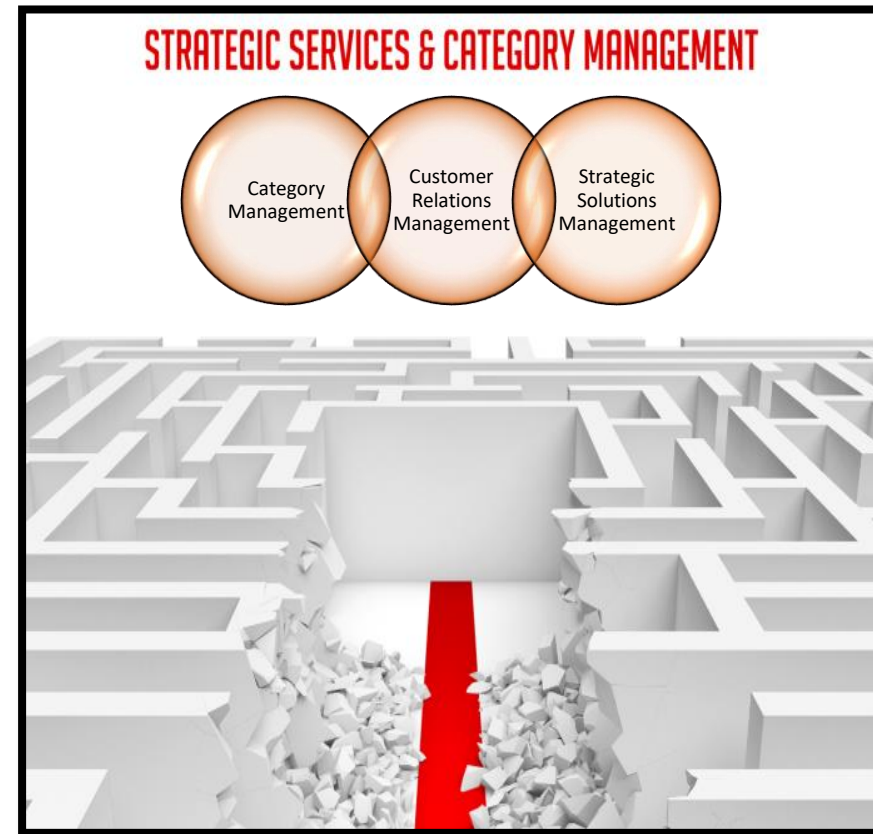 STRATEGIC SERVICES & CATEGORY MANAGEMENT
Category
Management
Customer
Relations
Management
Strategic
Solutions
Management